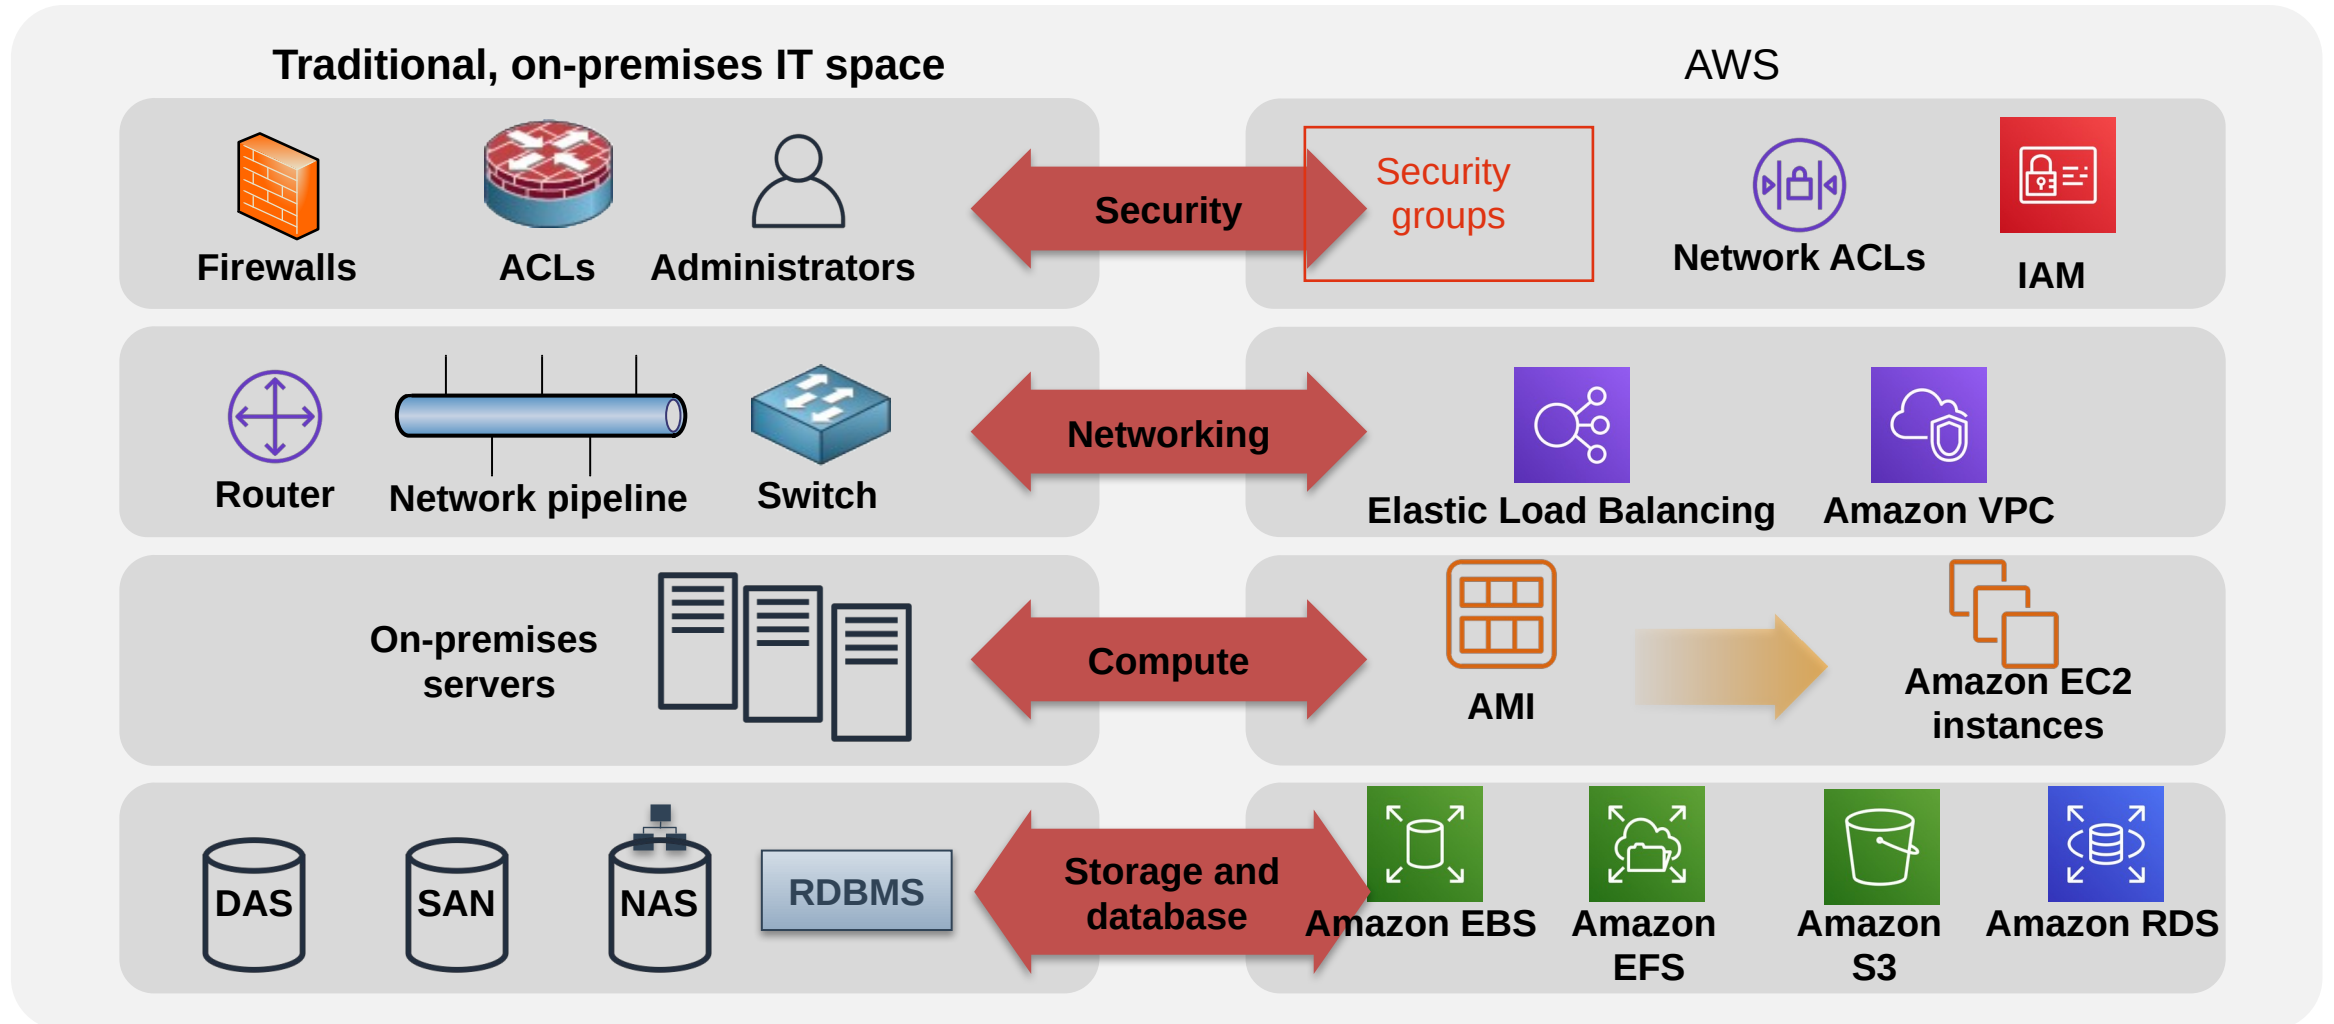 Traditional, on-premises IT space
AWS
Firewalls
ACLs
Administrators
Security
Security
groups
Network ACLs
IAM
Router
Network pipeline
Switch
Networking
Elastic Load Balancing
Amazon VPC
On-premises
servers
Compute
AMI
Amazon EC2
instances
DAS
SAN
NAS
RDBMS
Storage and
database
Amazon EBS
Amazon
EFS
Amazon
S3
Amazon RDS